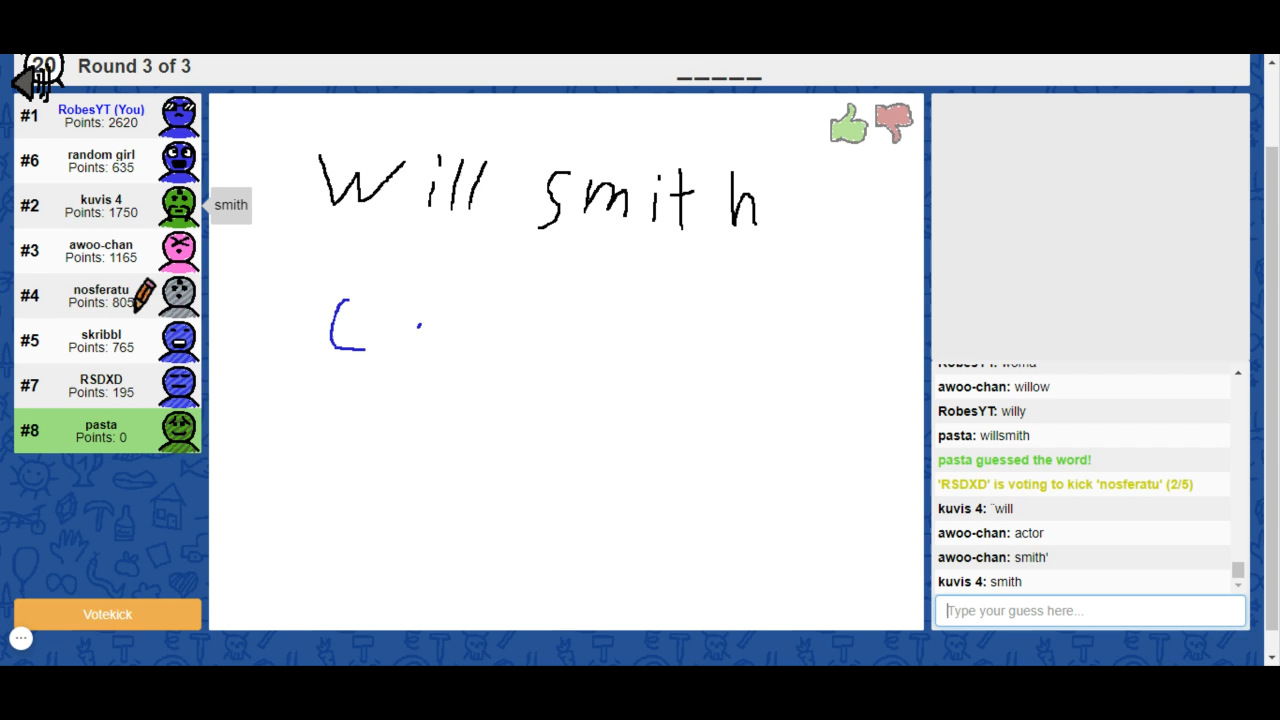 20 Round 3 of 3
_____
#1 RobesYT (You)
Points: 2620
#6 random girl
Points: 635
#2 kuvis 4
Points: 1750
smith
#3 awoo-chan
Points: 1165
#4 nosferatu
Points: 805
#5 skribbl
Points: 765
#7 RSDXD
Points: 195
#8 pasta
Points: 0
Votekick
Will smith
RobesYT: woma
awoo-chan: willow
RobesYT: willy
pasta: willsmith
pasta guessed the word!
'RSDXD' is voting to kick 'nosferatu' (2/5)
kuvis 4: ¨will
awoo-chan: actor
awoo-chan: smith'
kuvis 4: smith
Type your guess here...